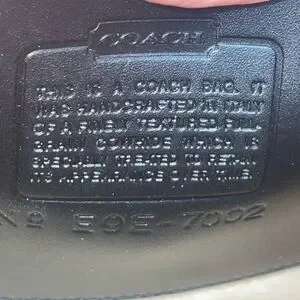 COACH
THIS IS A COACH BAG. IT
WAS HANDCRAFTED IN ITALY
OF A FINELY TEXTURED FULL-
GRAIN COWHIDE WHICH IS
SPECIALLY TREATED TO RETAIN
ITS APPEARANCE OVER TIME.
No E9E-7002